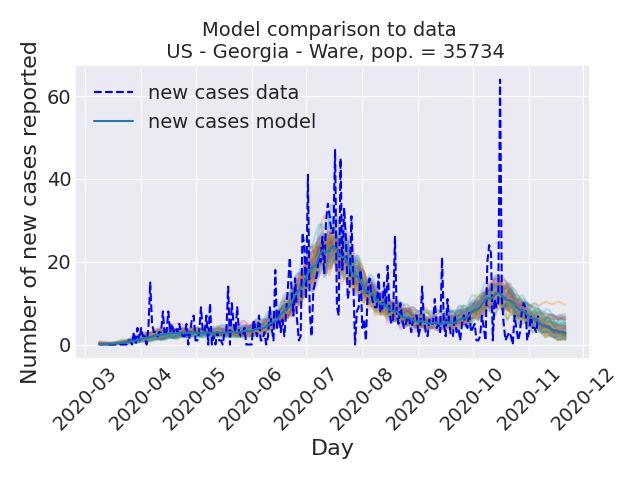 Model comparison to data
US - Georgia - Ware, pop. = 35734
Number of new cases reported
60
40
20
0
new cases data
new cases model
2020-03
2020-04
2020-05
2020-06
2020-07
2020-08
2020-09
2020-10
2020-11
2020-12
Day